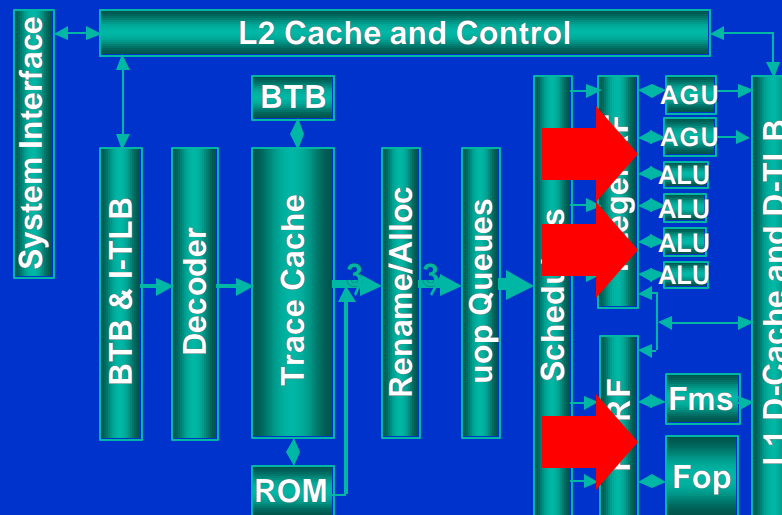 System Interface
L2 Cache and Control
BTB
BTB & I-TLB
Decoder
Trace Cache
ROM
3
Rename/Alloc
3
uop Queues
AGU
AGU
ALU
ALU
ALU
ALU
Fms
Fop
L1 D-Cache and D-TLB